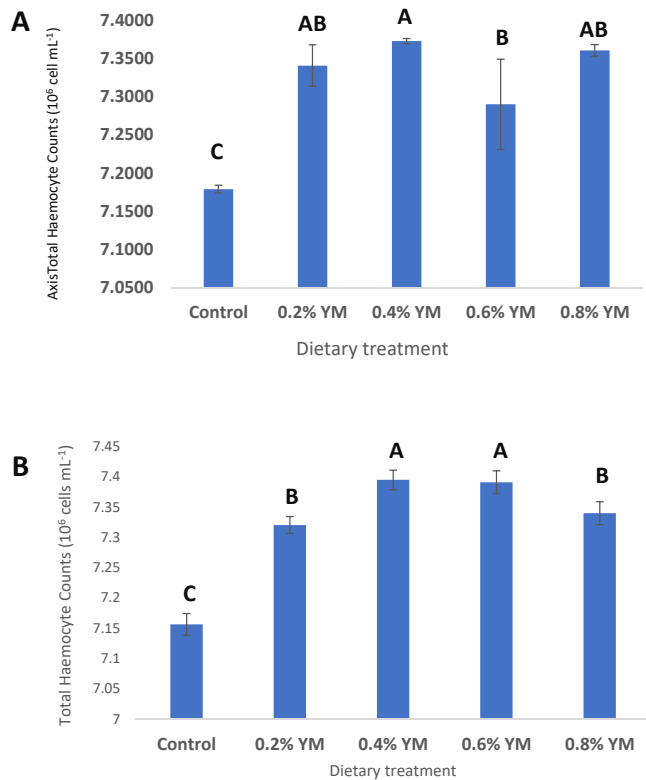 A
AxisTotal Haemocyte Counts (10⁶ cell mL⁻¹)
7.4000
7.3500
7.3000
7.2500
7.2000
7.1500
7.1000
7.0500
C
AB
A
B
AB
Control 0.2% YM 0.4% YM 0.6% YM 0.8% YM
Dietary treatment
B
Total Haemocyte Counts (10⁶ cells mL⁻¹)
7.45
7.4
7.35
7.3
7.25
7.2
7.15
7.1
7.05
7
C
B
A
A
B
Control 0.2% YM 0.4% YM 0.6% YM 0.8% YM
Dietary treatment